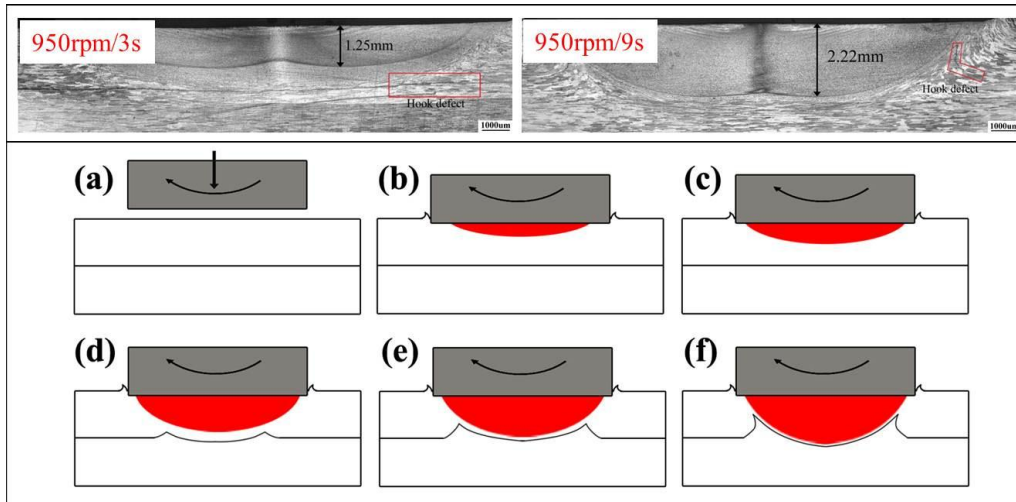 950rpm/3s
1.25mm
Hook defect
1000um
950rpm/9s
2.22mm
Hook defect
1000um
(a)
(b)
(c)
(d)
(e)
(f)